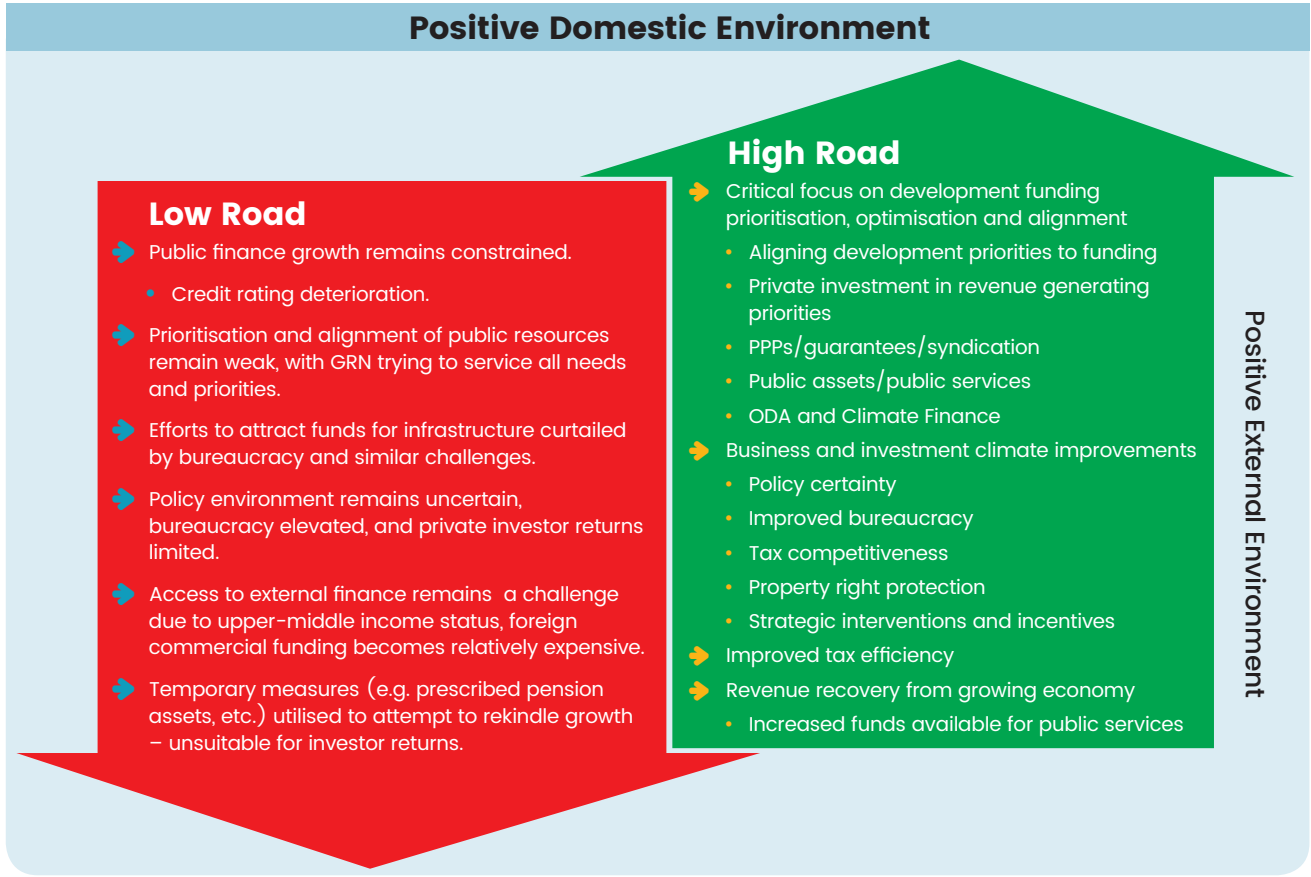 Positive Domestic Environment
Low Road
Public finance growth remains constrained.
Credit rating deterioration.
Prioritisation and alignment of public resources
remain weak, with GRN trying to service all needs
and priorities.
Efforts to attract funds for infrastructure curtailed
by bureaucracy and similar challenges.
Policy environment remains uncertain,
bureaucracy elevated, and private investor returns
limited.
Access to external finance remains a challenge
due to upper-middle income status, foreign
commercial funding becomes relatively expensive.
Temporary measures (e.g. prescribed pension
assets, etc.) utilised to attempt to rekindle growth
– unsuitable for investor returns.
High Road
Critical focus on development funding
prioritisation, optimisation and alignment
Aligning development priorities to funding
Private investment in revenue generating
priorities
PPPs/guarantees/syndication
Public assets/public services
ODA and Climate Finance
Business and investment climate improvements
Policy certainty
Improved bureaucracy
Tax competitiveness
Property right protection
Strategic interventions and incentives
Improved tax efficiency
Revenue recovery from growing economy
Increased funds available for public services
Positive External Environment